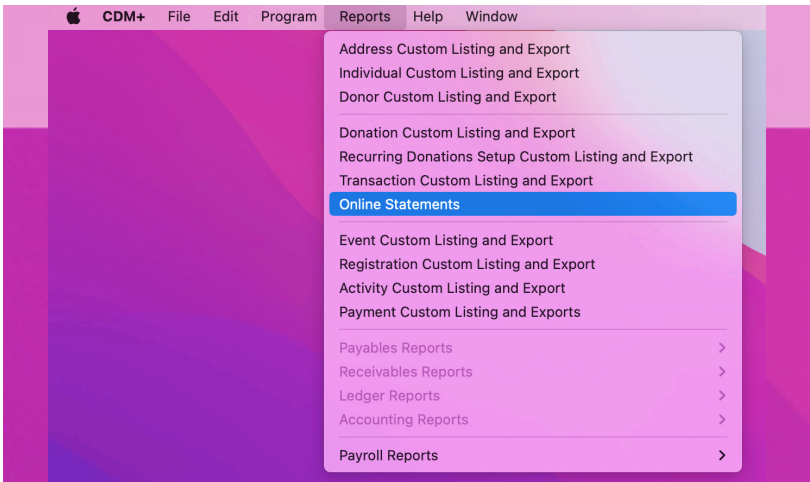 CDM+ File Edit Program Reports Help Window
Address Custom Listing and Export
Individual Custom Listing and Export
Donor Custom Listing and Export
Donation Custom Listing and Export
Recurring Donations Setup Custom Listing and Export
Transaction Custom Listing and Export
Online Statements
Event Custom Listing and Export
Registration Custom Listing and Export
Activity Custom Listing and Export
Payment Custom Listing and Exports
Payables Reports
Receivables Reports
Ledger Reports
Accounting Reports
Payroll Reports